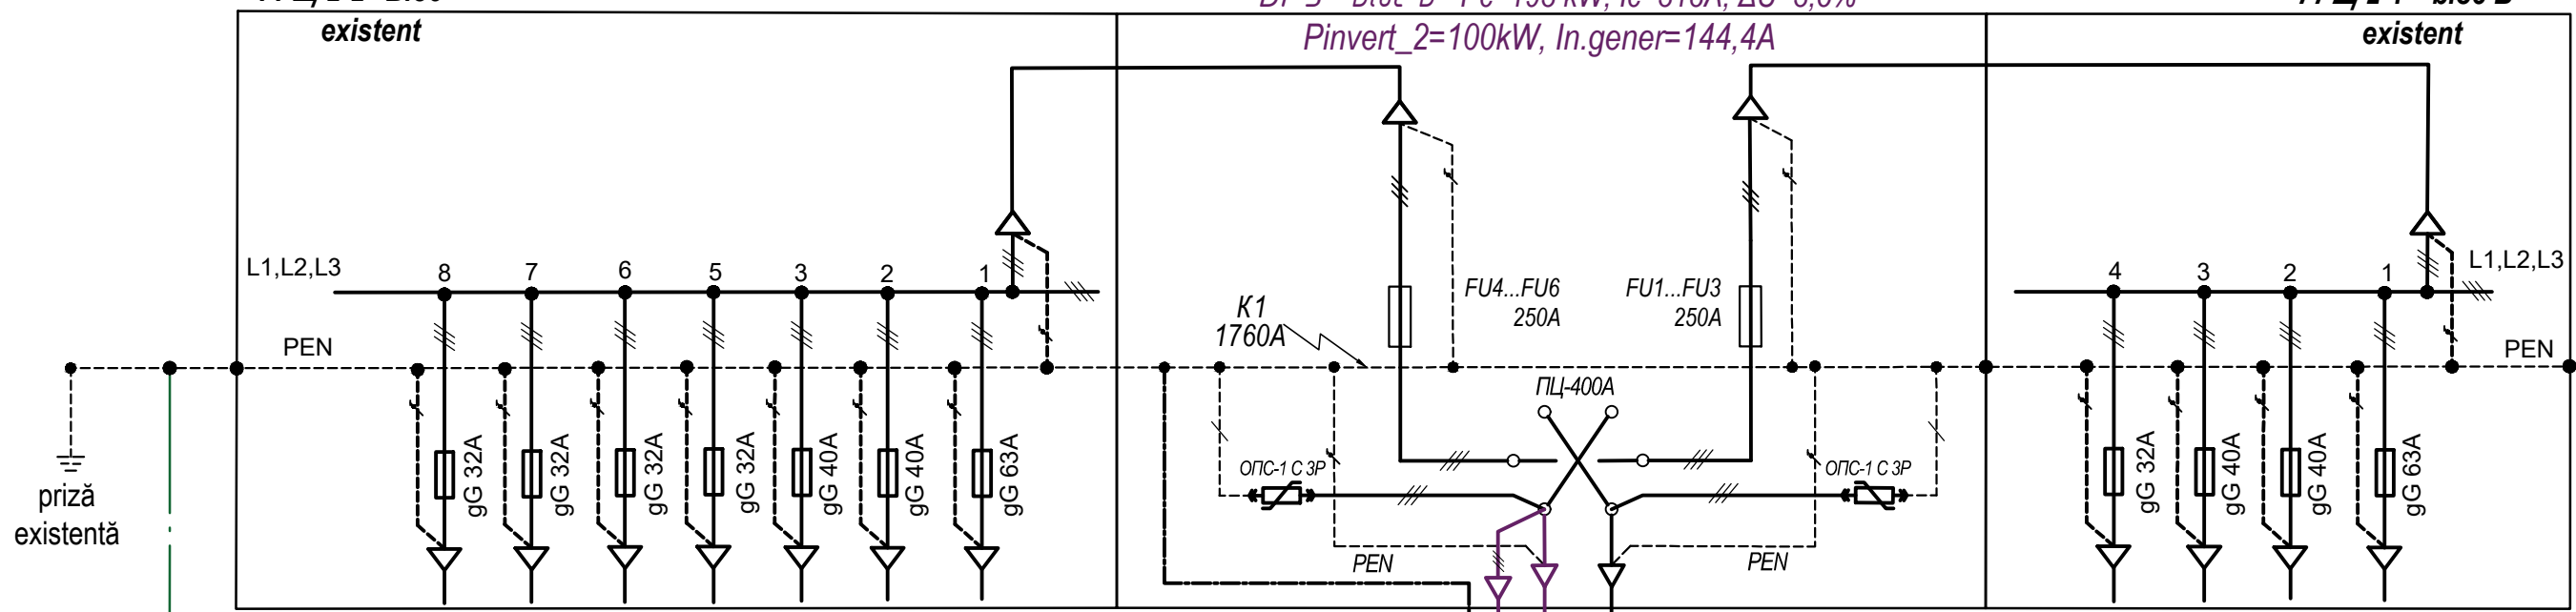 existent
Pinvert_2=100kW, In.gener=144,4A
existent
L1,L2,L3
8
7
6
5
3
2
1
PEN
gG 32A
gG 32A
gG 32A
gG 32A
gG 40A
gG 40A
gG 63A
priză
existentă
K1
1760A
FU4...FU6
250A
FU1...FU3
250A
ПЦ-400А
ОПС-1 С 3Р
ОПС-1 С 3Р
PEN
PEN
4
3
2
1
L1,L2,L3
PEN
gG 32A
gG 40A
gG 40A
gG 63A